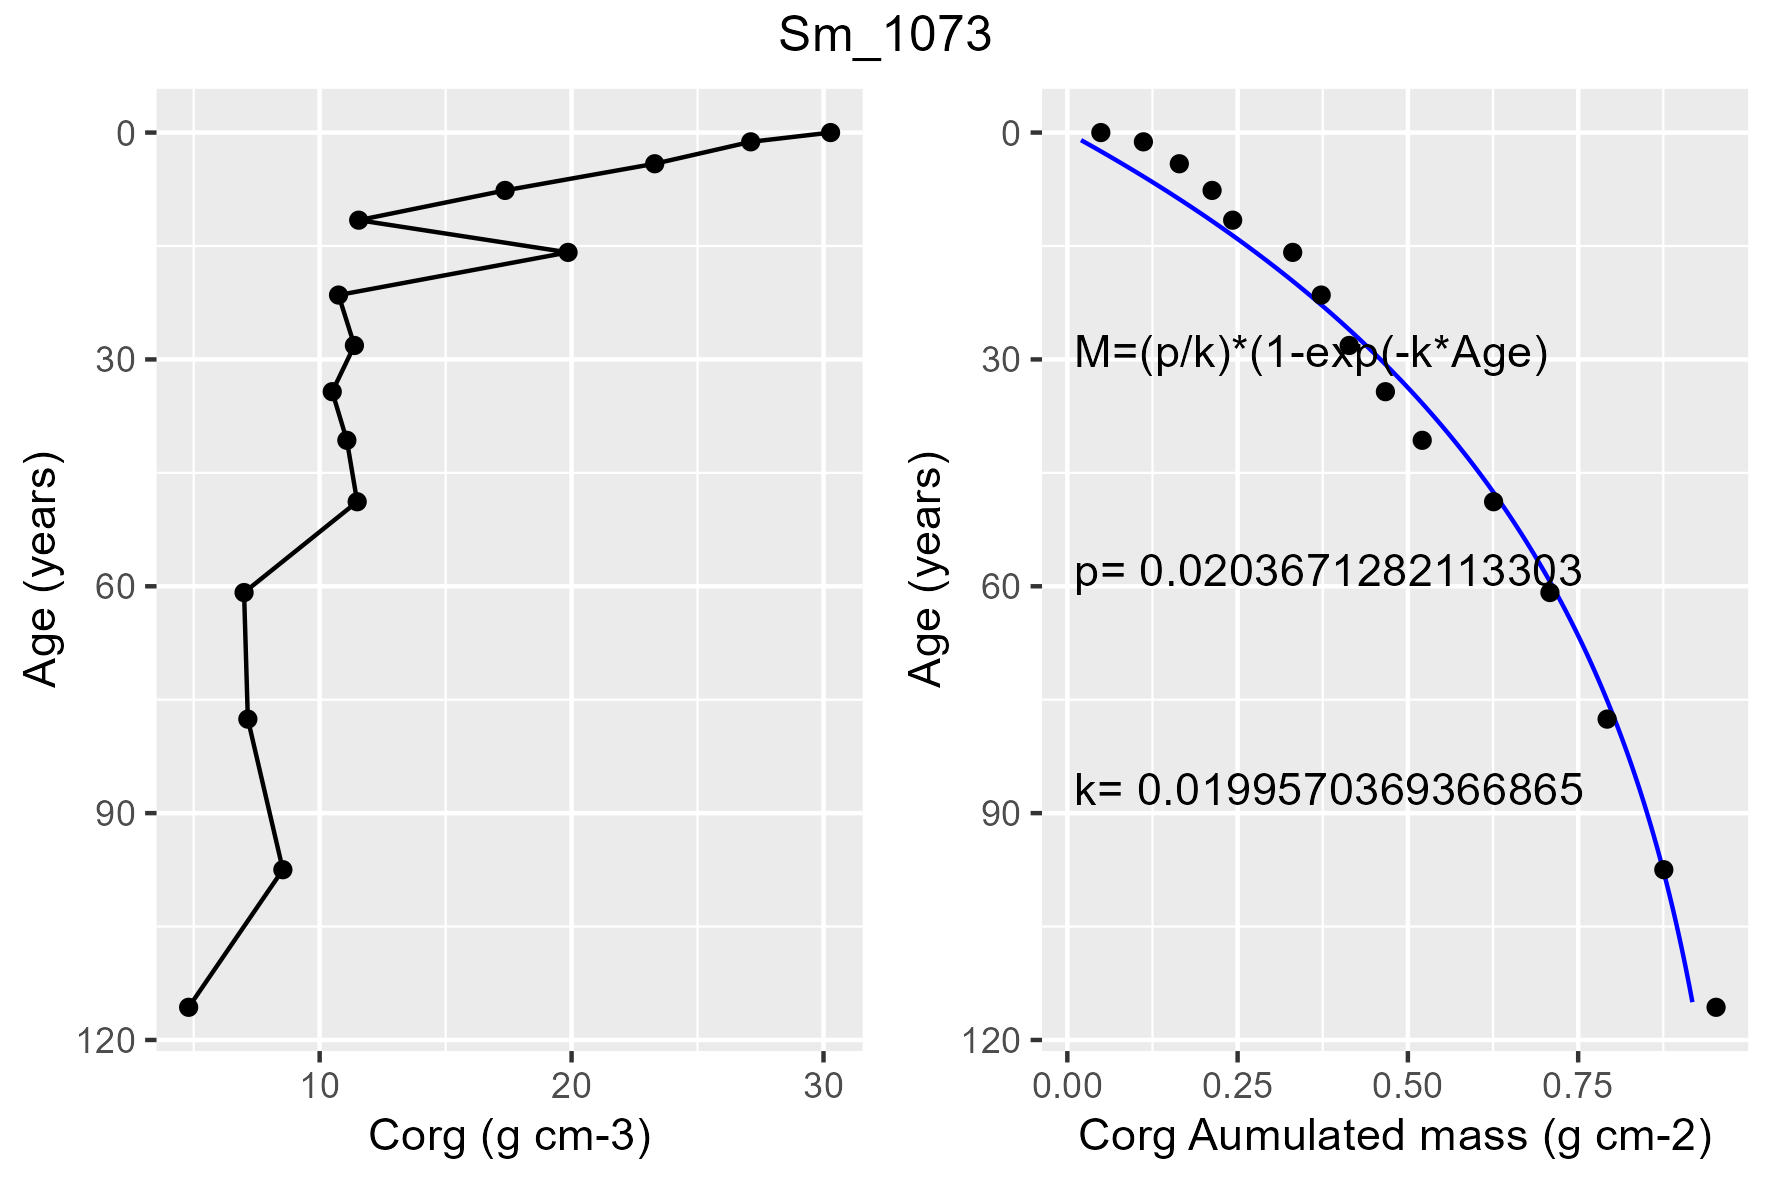 Sm_1073
0
30
60
90
120
Age (years)
10 20 30
Corg (g cm-3)
0
30
60
90
120
Age (years)
M=(p/k)*(1-exp(-k*Age)
p= 0.0203671282113303
k= 0.0199570369366865
0.00 0.25 0.50 0.75
Corg Aumulated mass (g cm-2)